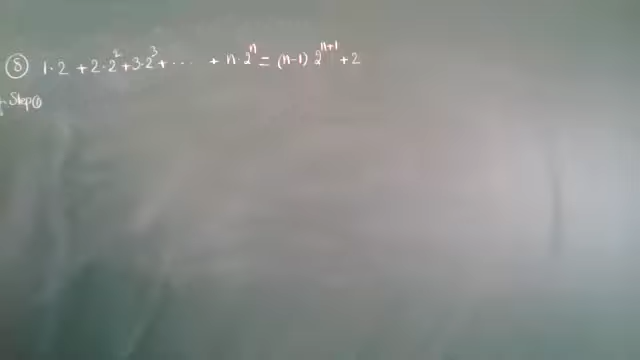 ⑧ 1·2 + 2·2² + 3·2³ + ··· + n·2ⁿ = (n-1) 2ⁿ⁺¹ + 2
Step①